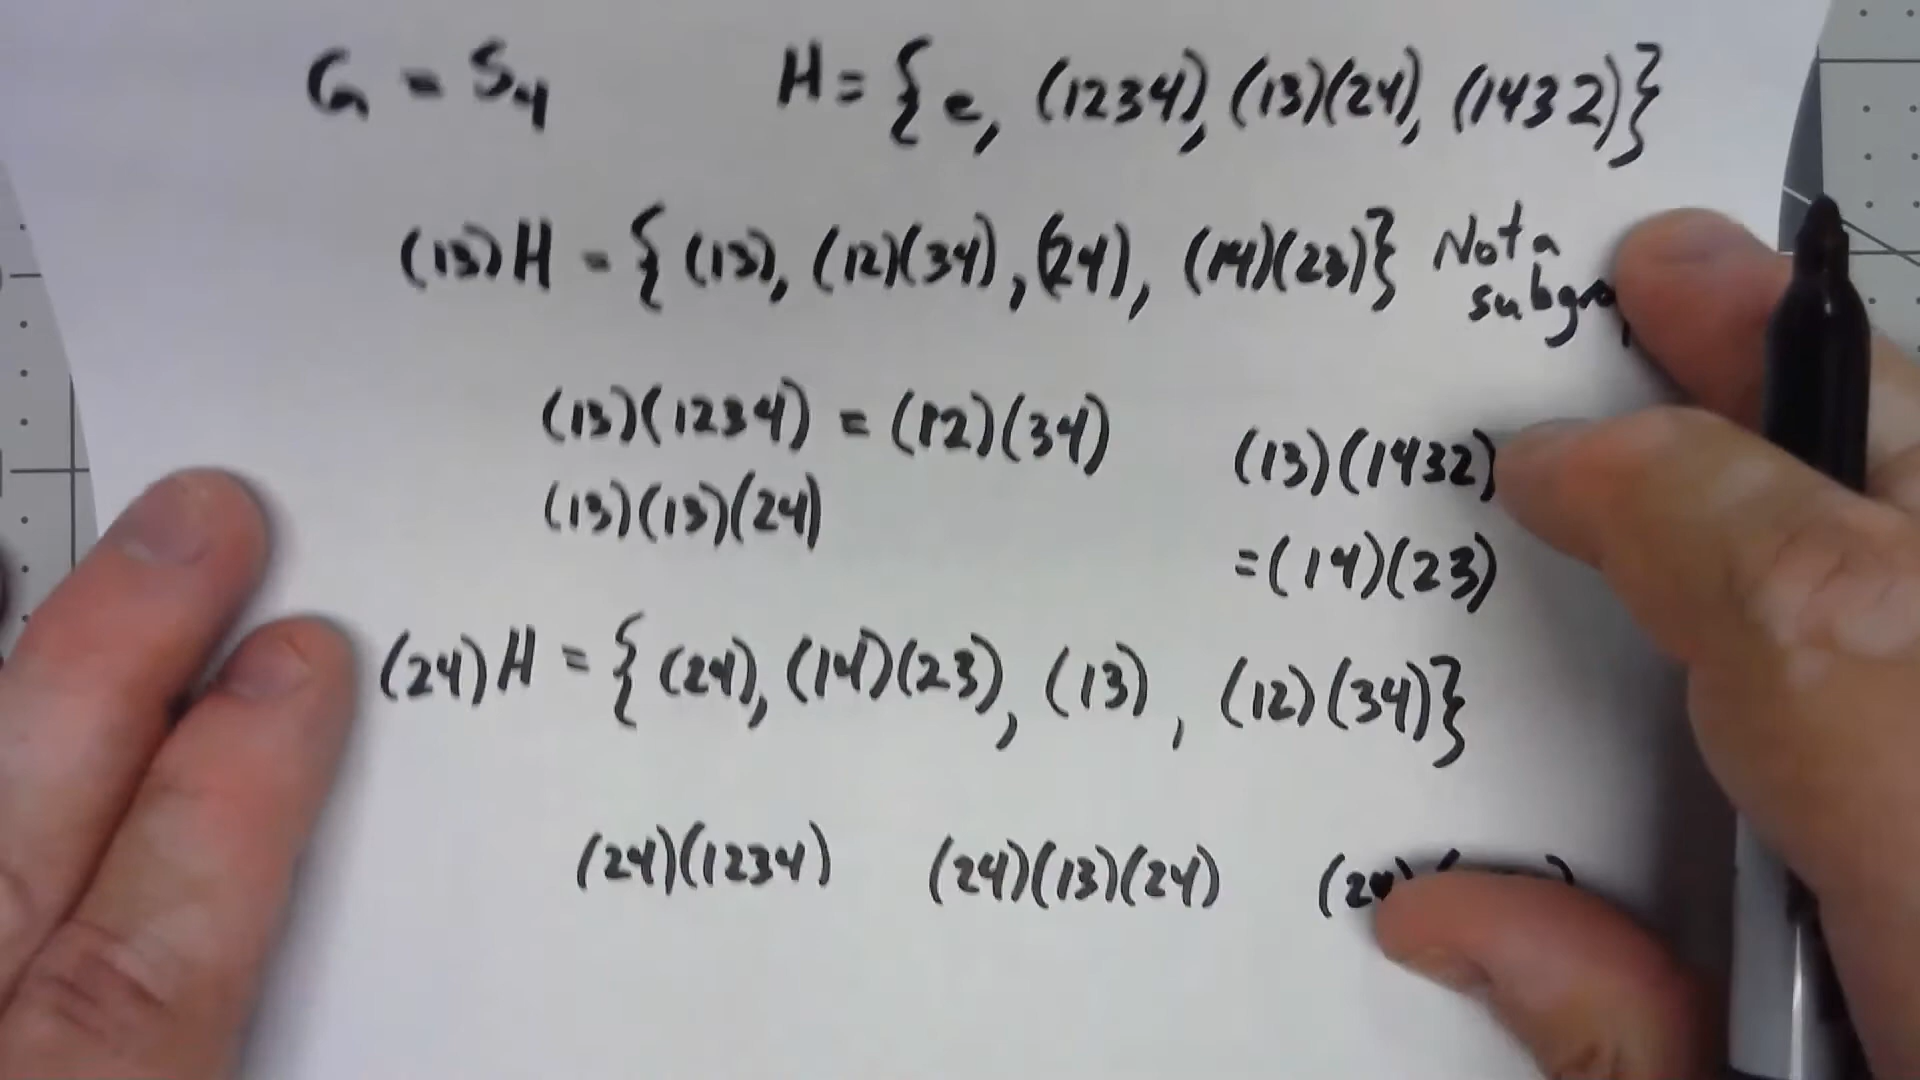 G = S4 H = {e, (1234), (13)(24), (1432)}
(13)H = {(13), (12)(34), (24), (14)(23)} Not a
(13)(1234) = (12)(34) (13)(1432)
(13)(13)(24) =(14)(23)
(24)H = {(24), (14)(23), (13), (12)(34)}
(24)(1234) (24)(13)(24)